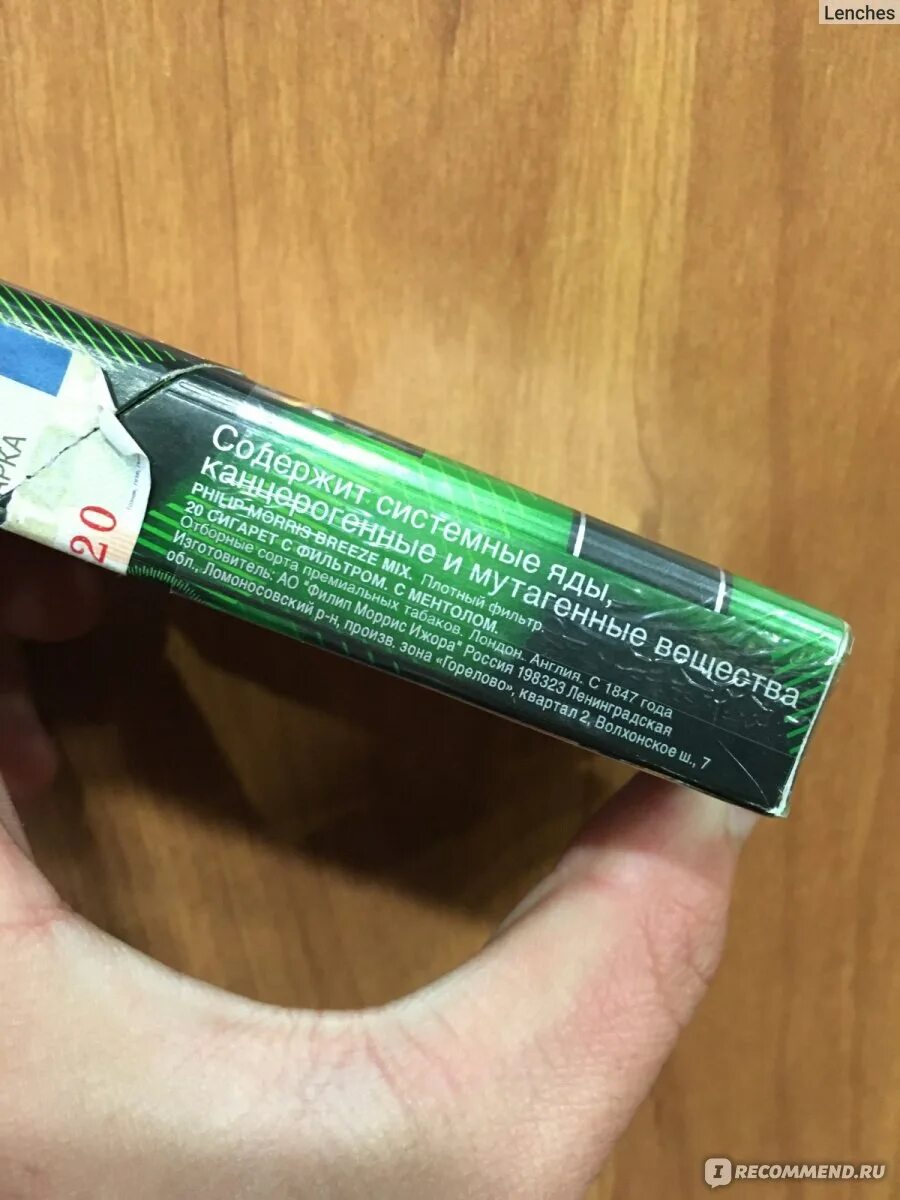 Lenches
Содержит системные яды,
канцерогенные и мутагенные вещества
PHILIP MORRIS BREEZE MIX. Плотный фильтр.
20 СИГАРЕТ С ФИЛЬТРОМ. С МЕНТОЛОМ.
Отборные сорта премиальных табаков. Лондон. Англия. С 1847 года
Изготовитель: АО "Филип Моррис Ижора" Россия 198323 Ленинградская
обл., Ломоносовский р-н, произв. зона «Горелово», квартал 2, Волхонское ш., 7
АРКА
20
IRECOMMEND.RU